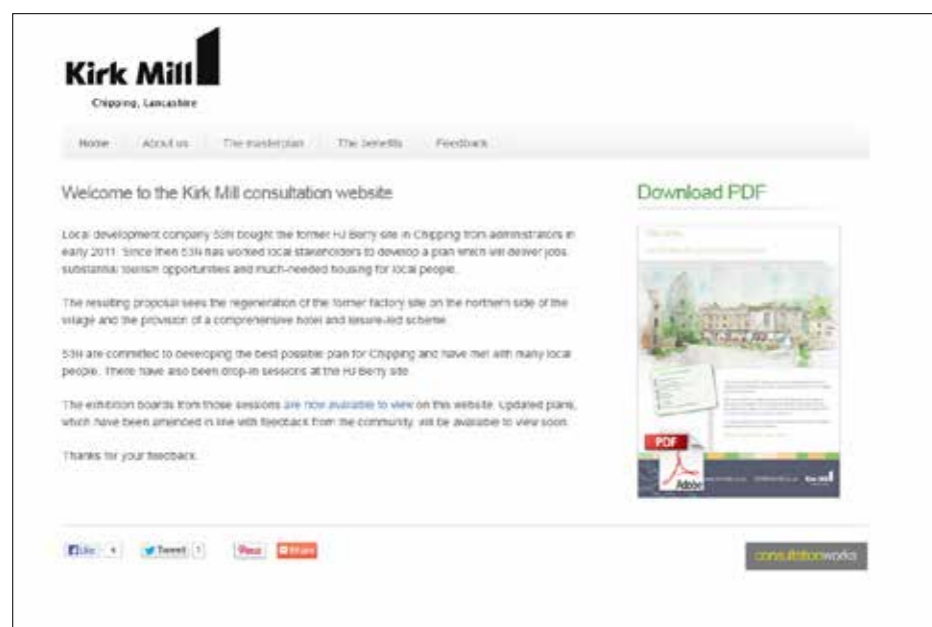 Kirk Mill
Chipping, Lancashire
Home About us The masterplan The benefits Feedback
Welcome to the Kirk Mill consultation website
Local development company 53N bought the former HJ Berry site in Chipping from administrators in
early 2011. Since then 53N has worked local stakeholders to develop a plan which will deliver jobs,
substantial tourism opportunities and much-needed housing for local people.
The resulting proposal sees the regeneration of the former factory site on the northern side of the
village and the provision of a comprehensive hotel and leisure-led scheme.
53N are committed to developing the best possible plan for Chipping and have met with many local
people. There have also been drop-in sessions at the HJ Berry site.
The exhibition boards from those sessions are now available to view on this website. Updated plans,
which have been amended in line with feedback from the community, will be available to view soon.
Thanks for your feedback.
Download PDF
PDF
Adobe
Kirk Mill
Like 4 Tweet 1 Pin it Share
consultationworks